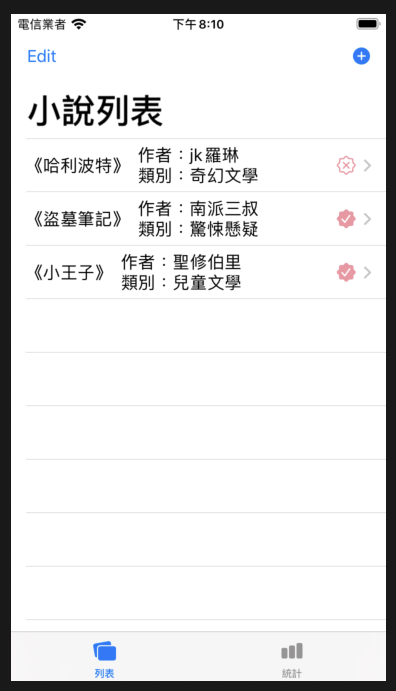 電信業者
下午8:10
Edit
小說列表
《哈利波特》
作者：jk羅琳
類別：奇幻文學
《盜墓筆記》
作者：南派三叔
類別：驚悚懸疑
《小王子》
作者：聖修伯里
類別：兒童文學
列表
統計